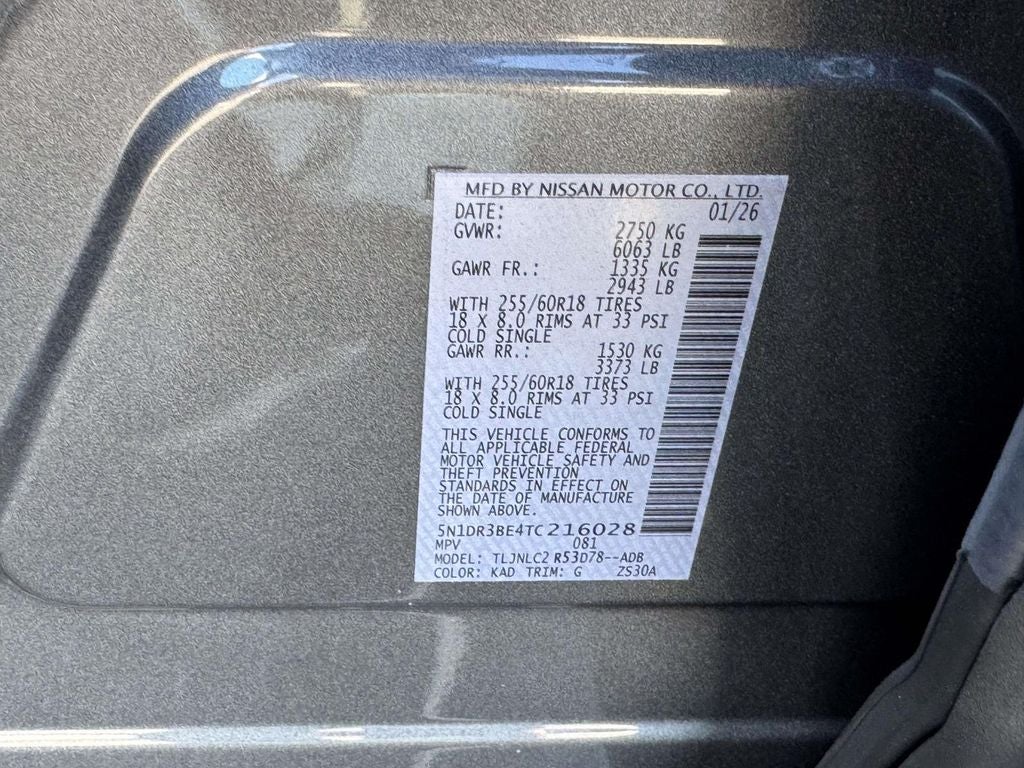 MFD BY NISSAN MOTOR CO., LTD.
DATE: 01/26
GVWR: 2750 KG
6063 LB
GAWR FR.: 1335 KG
2943 LB
WITH 255/60R18 TIRES
18 X 8.0 RIMS AT 33 PSI
COLD SINGLE
GAWR RR.: 1530 KG
3373 LB
WITH 255/60R18 TIRES
18 X 8.0 RIMS AT 33 PSI
COLD SINGLE
THIS VEHICLE CONFORMS TO
ALL APPLICABLE FEDERAL
MOTOR VEHICLE SAFETY AND
THEFT PREVENTION
STANDARDS IN EFFECT ON
THE DATE OF MANUFACTURE
SHOWN ABOVE.
5N1DR3BE4TC216028
MPV 081
MODEL: TLJNLC2 R53D78--ADB
COLOR: KAD TRIM: G ZS30A